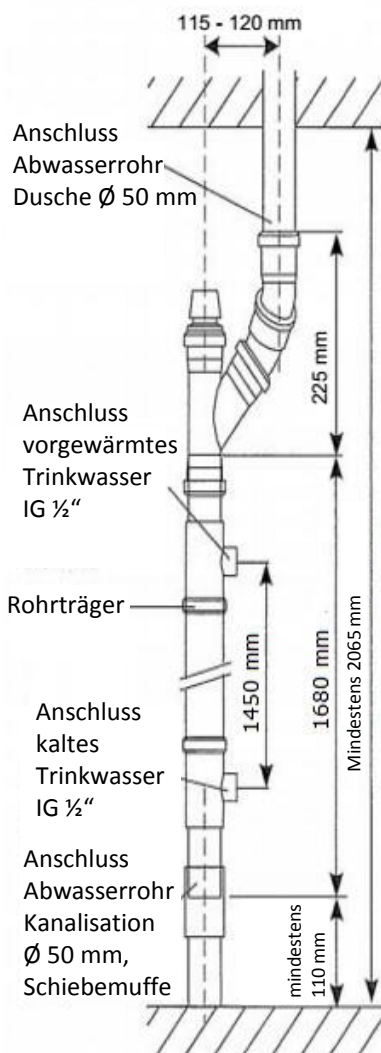 115 - 120 mm
Anschluss
Abwasserrohr
Dusche Ø 50 mm
225 mm
Anschluss
vorgewärmtes
Trinkwasser
IG ½“
Rohrträger
1450 mm
1680 mm
Mindestens 2065 mm
Anschluss
kaltes
Trinkwasser
IG ½“
Anschluss
Abwasserrohr
Kanalisation
Ø 50 mm,
Schiebemuffe
mindestens
110 mm